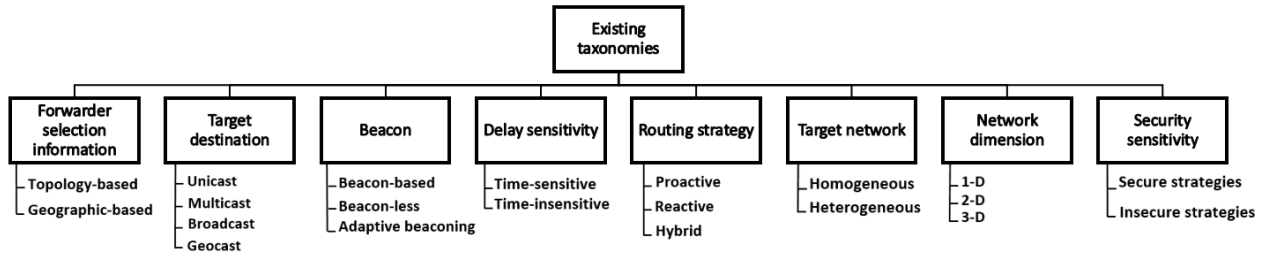 Existing
taxonomies
Forwarder
selection
information
Topology-based
Geographic-based
Target
destination
Unicast
Multicast
Broadcast
Geocast
Beacon
Beacon-based
Beacon-less
Adaptive beaconing
Delay sensitivity
Time-sensitive
Time-insensitive
Routing strategy
Proactive
Reactive
Hybrid
Target network
Homogeneous
Heterogeneous
Network
dimension
1-D
2-D
3-D
Security
sensitivity
Secure strategies
Insecure strategies